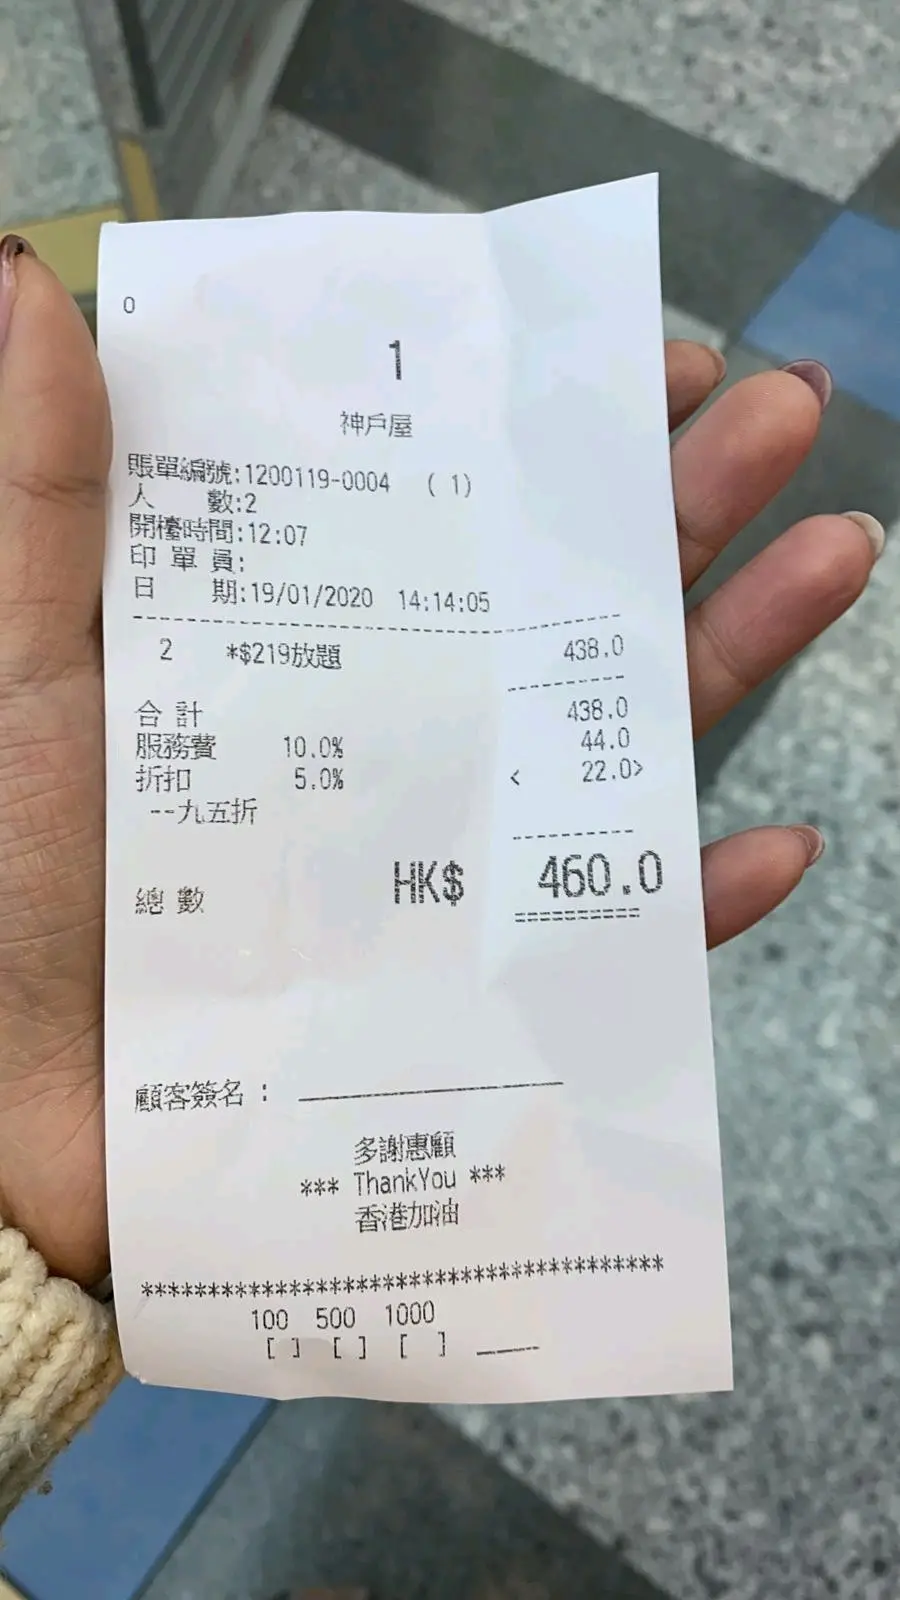 0
1
神戶屋
賬單編號:1200119-0004 ( 1)
人 數:2
開檯時間:12:07
印 單 員:
日 期:19/01/2020 14:14:05
2 *$219放題 438.0
合 計 438.0
服務費 10.0% 44.0
折扣 5.0% < 22.0>
--九五折
總 數 HK$ 460.0
顧客簽名 :
多謝惠顧
*** ThankYou ***
香港加油
***************************************
100 500 1000
[ ] [ ] [ ] ____